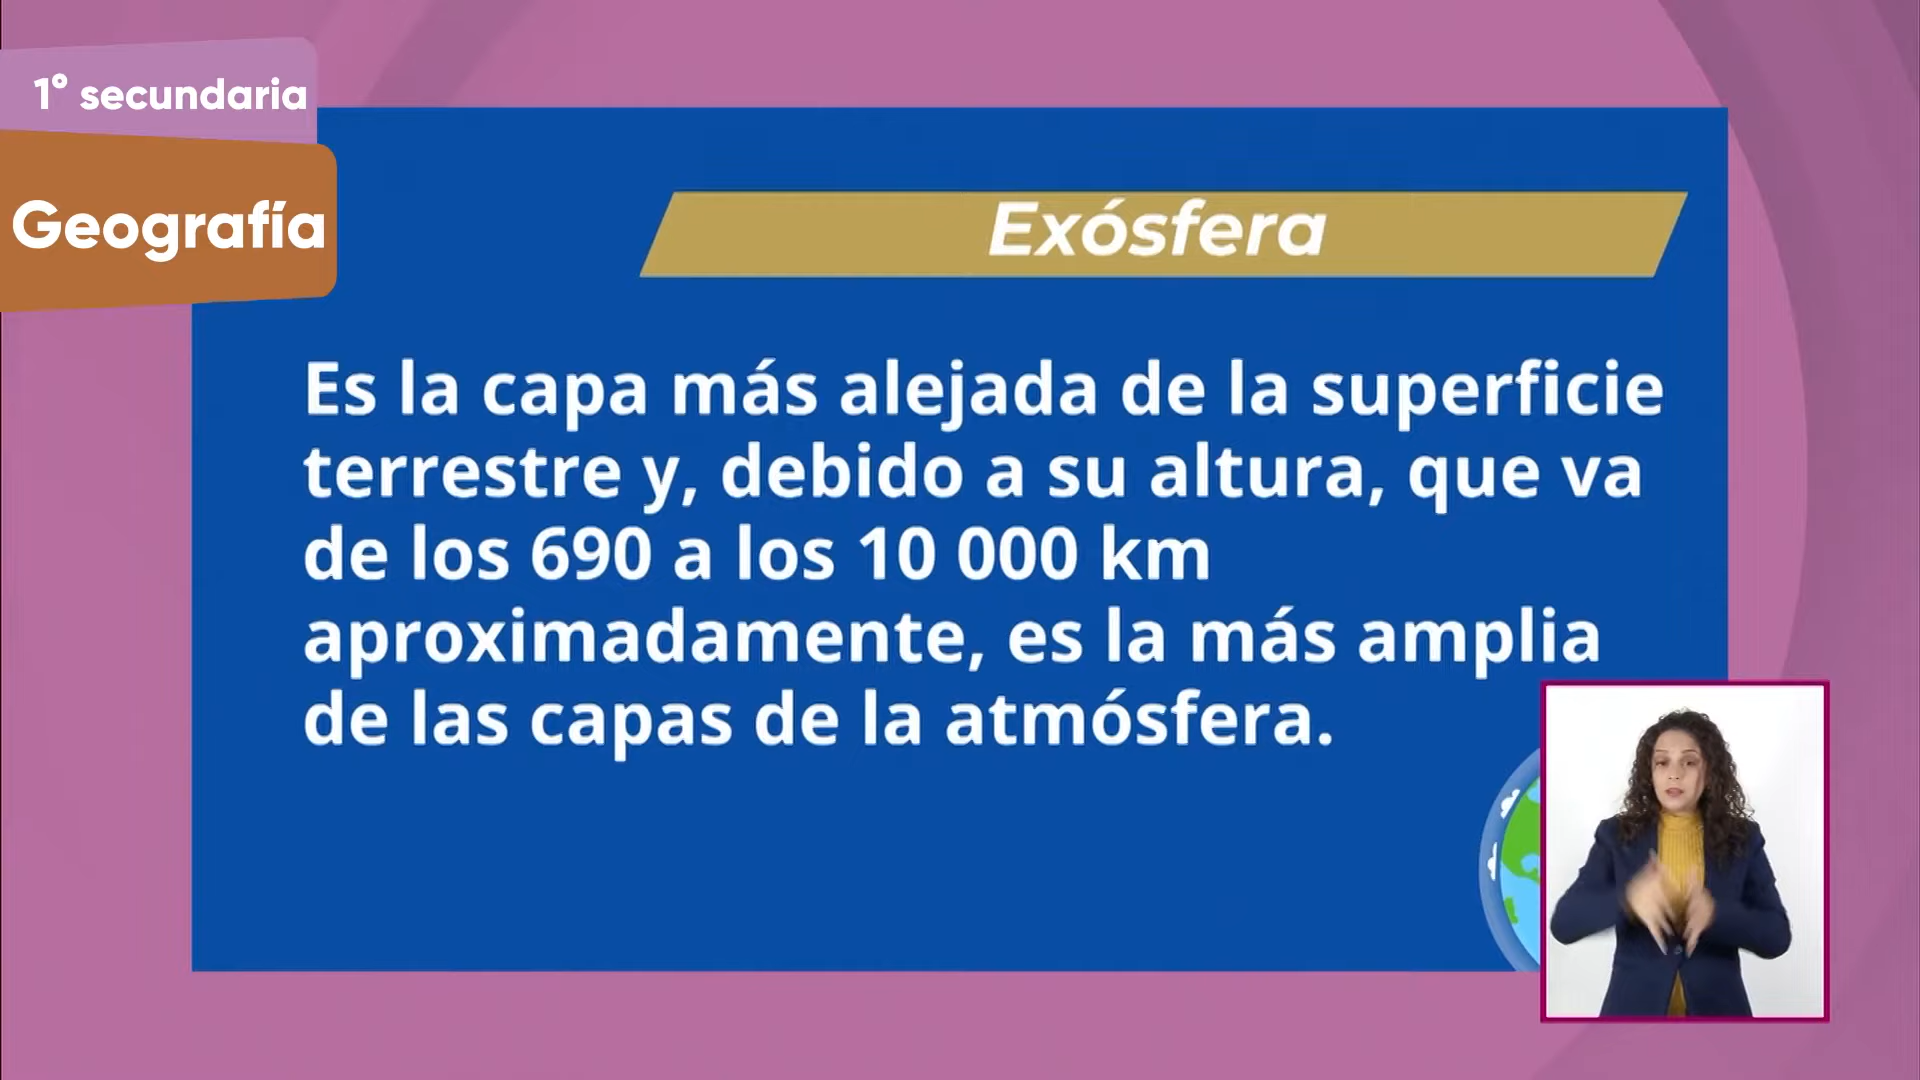 1° secundaria
Geografía
Exósfera
Es la capa más alejada de la superficie
terrestre y, debido a su altura, que va
de los 690 a los 10 000 km
aproximadamente, es la más amplia
de las capas de la atmósfera.